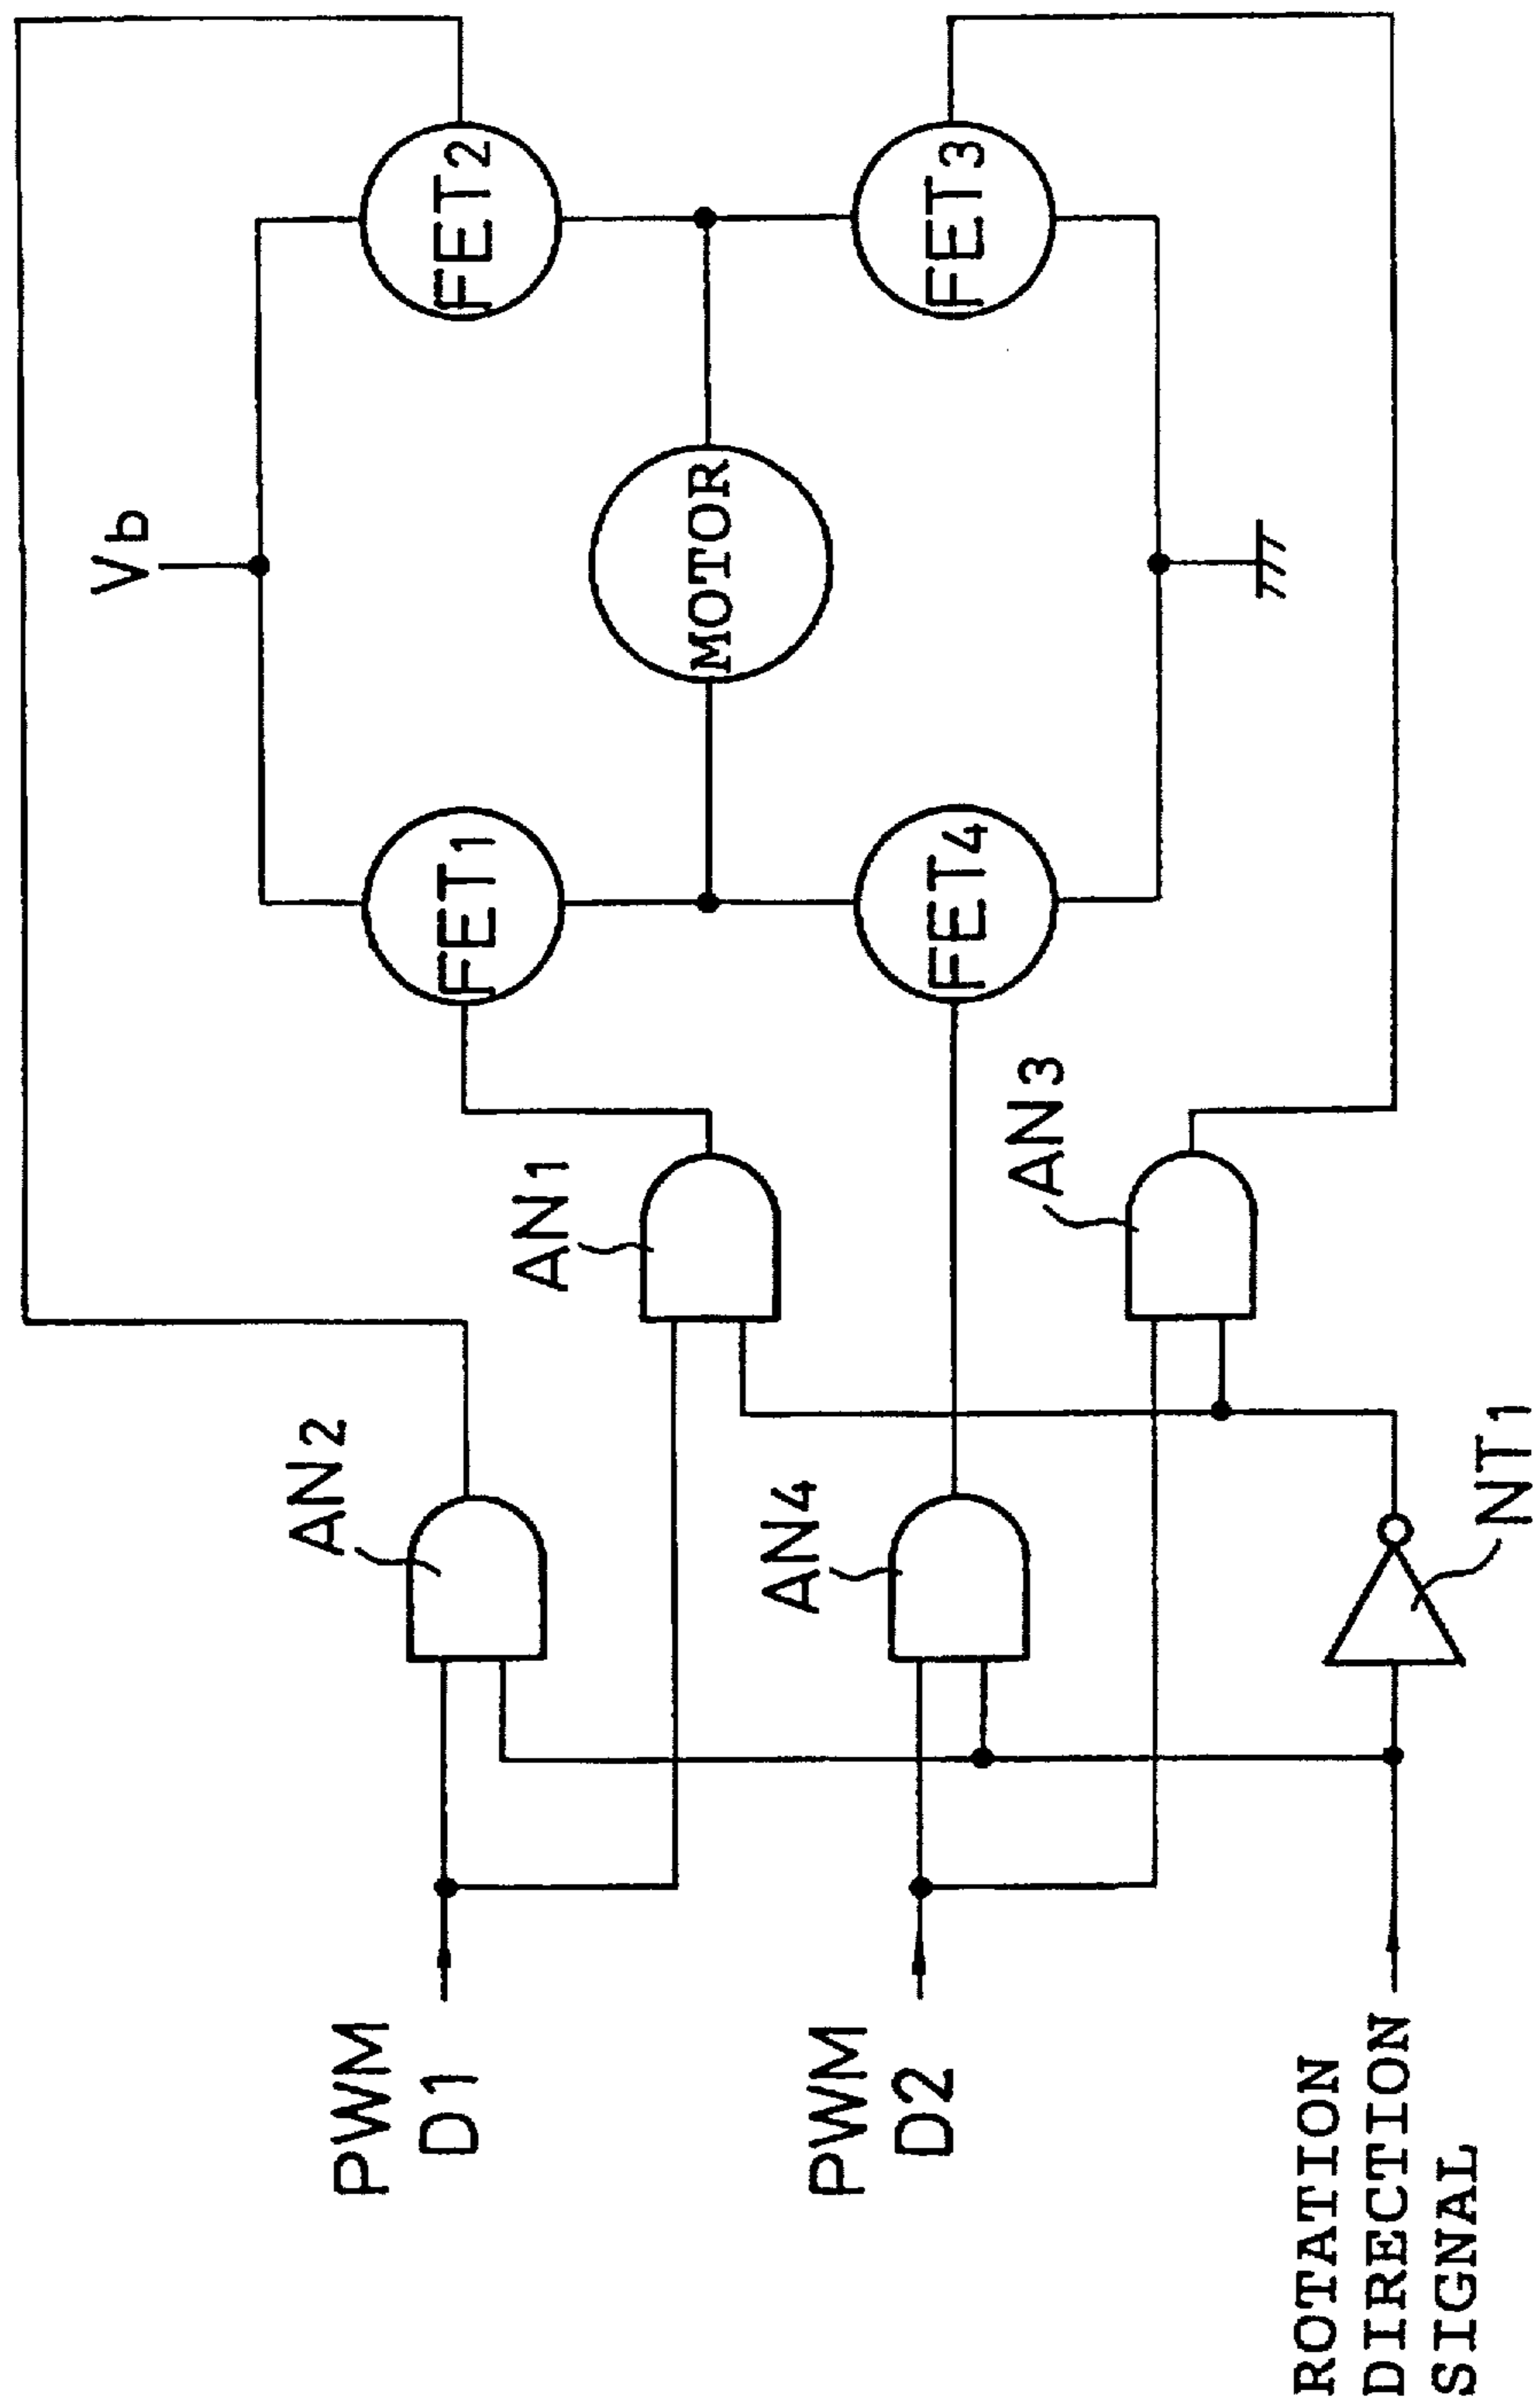 Vb
FET1
FET2
MOTOR
FET4
FET3
AN2
AN1
AN4
AN3
NT1
PWM
D1
PWM
D2
ROTATION
DIRECTION
SIGNAL